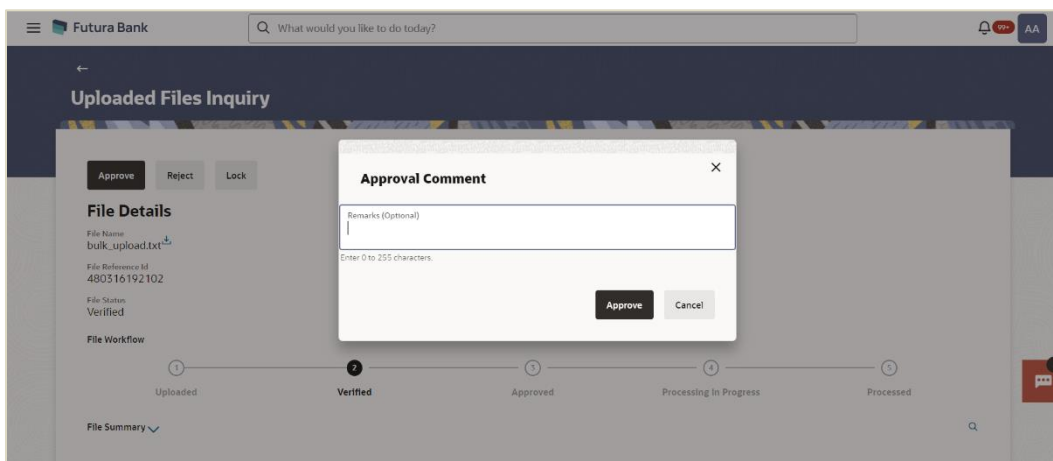 Futura Bank
What would you like to do today?
99+
AA
Uploaded Files Inquiry
Approve
Reject
Lock
File Details
File Name
bulk_upload.txt
File Reference Id
480316192102
File Status
Verified
File Workflow
Approval Comment
Remarks (Optional)
Enter 0 to 255 characters.
Approve
Cancel
1
2
3
4
5
Uploaded
Verified
Approved
Processing In Progress
Processed
File Summary